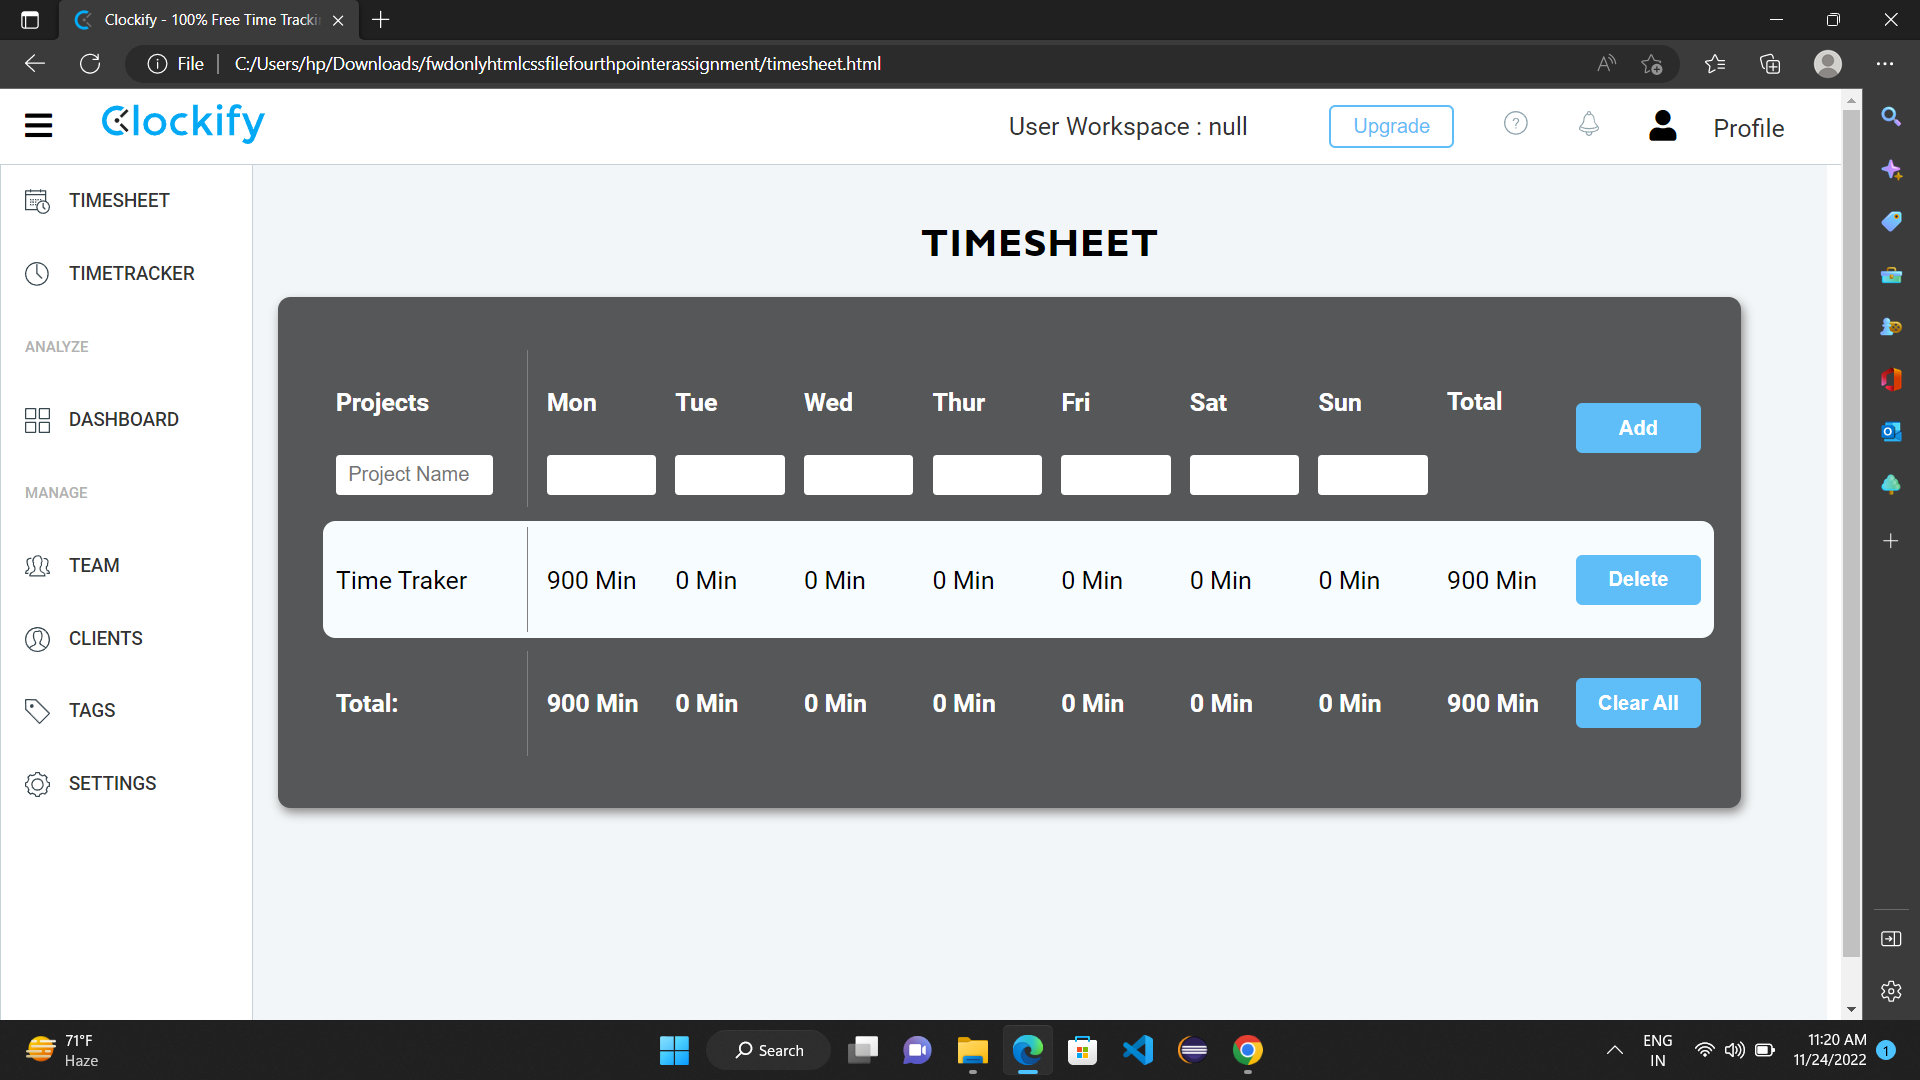 Clockify - 100% Free Time Tracki
File
C:/Users/hp/Downloads/fwdonlyhtmlcssfilefourthpointerassignment/timesheet.html
Clockify
User Workspace : null
Upgrade
Profile
TIMESHEET
TIMETRACKER
ANALYZE
DASHBOARD
MANAGE
TEAM
CLIENTS
TAGS
SETTINGS
TIMESHEET
Projects Mon Tue Wed Thur Fri Sat Sun Total
Add
Project Name
Time Traker 900 Min 0 Min 0 Min 0 Min 0 Min 0 Min 0 Min 900 Min Delete
Total: 900 Min 0 Min 0 Min 0 Min 0 Min 0 Min 0 Min 900 Min Clear All
71°F
Haze
Search
ENG
IN
11:20 AM
11/24/2022
1